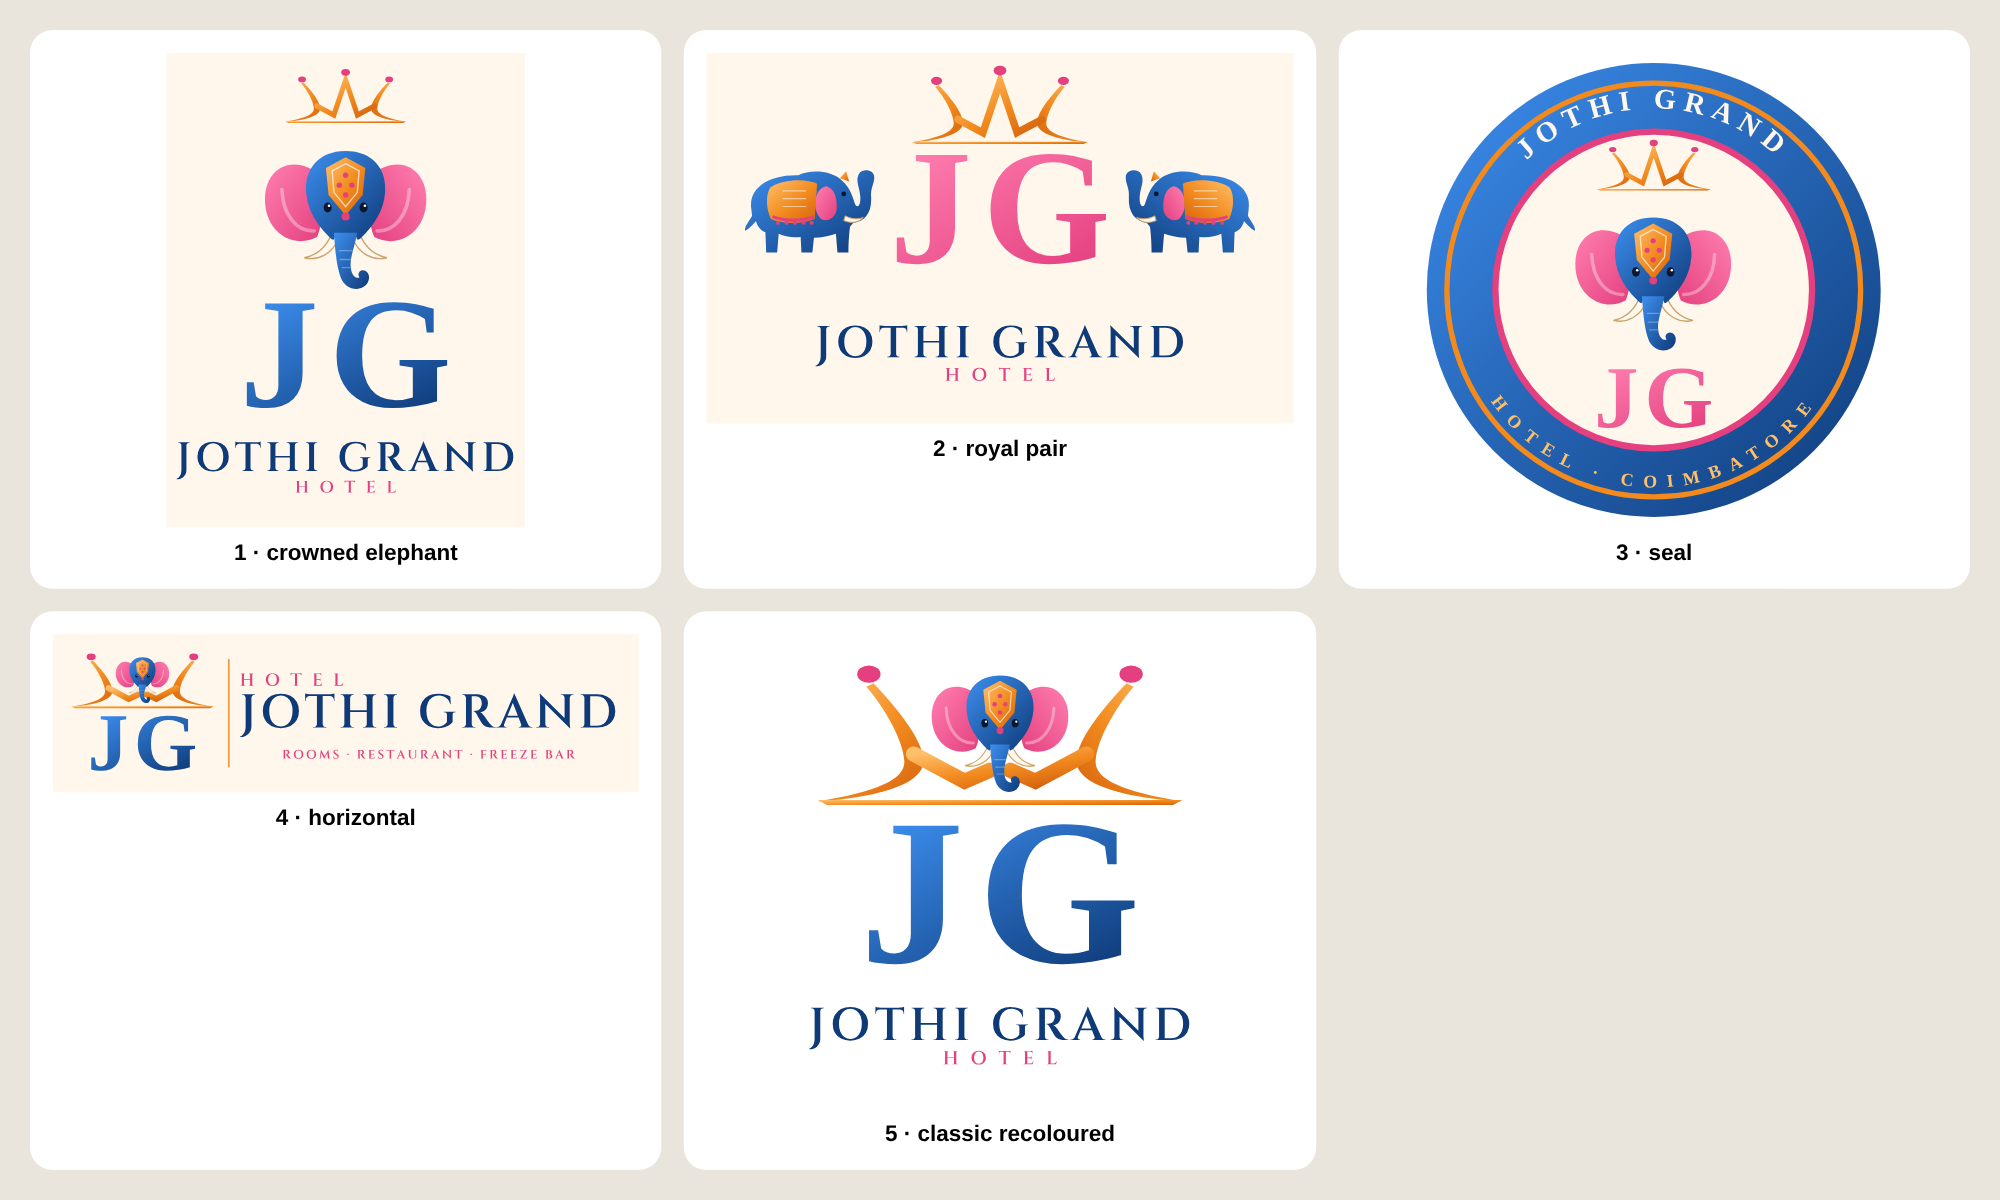 JG
JOTHI GRAND
HOTEL
1 · crowned elephant
JG
JOTHI GRAND
HOTEL
2 · royal pair
JOTHI GRAND
JG
HOTEL · COIMBATORE
3 · seal
JG
HOTEL
JOTHI GRAND
ROOMS · RESTAURANT · FREEZE BAR
4 · horizontal
JG
JOTHI GRAND
HOTEL
5 · classic recoloured